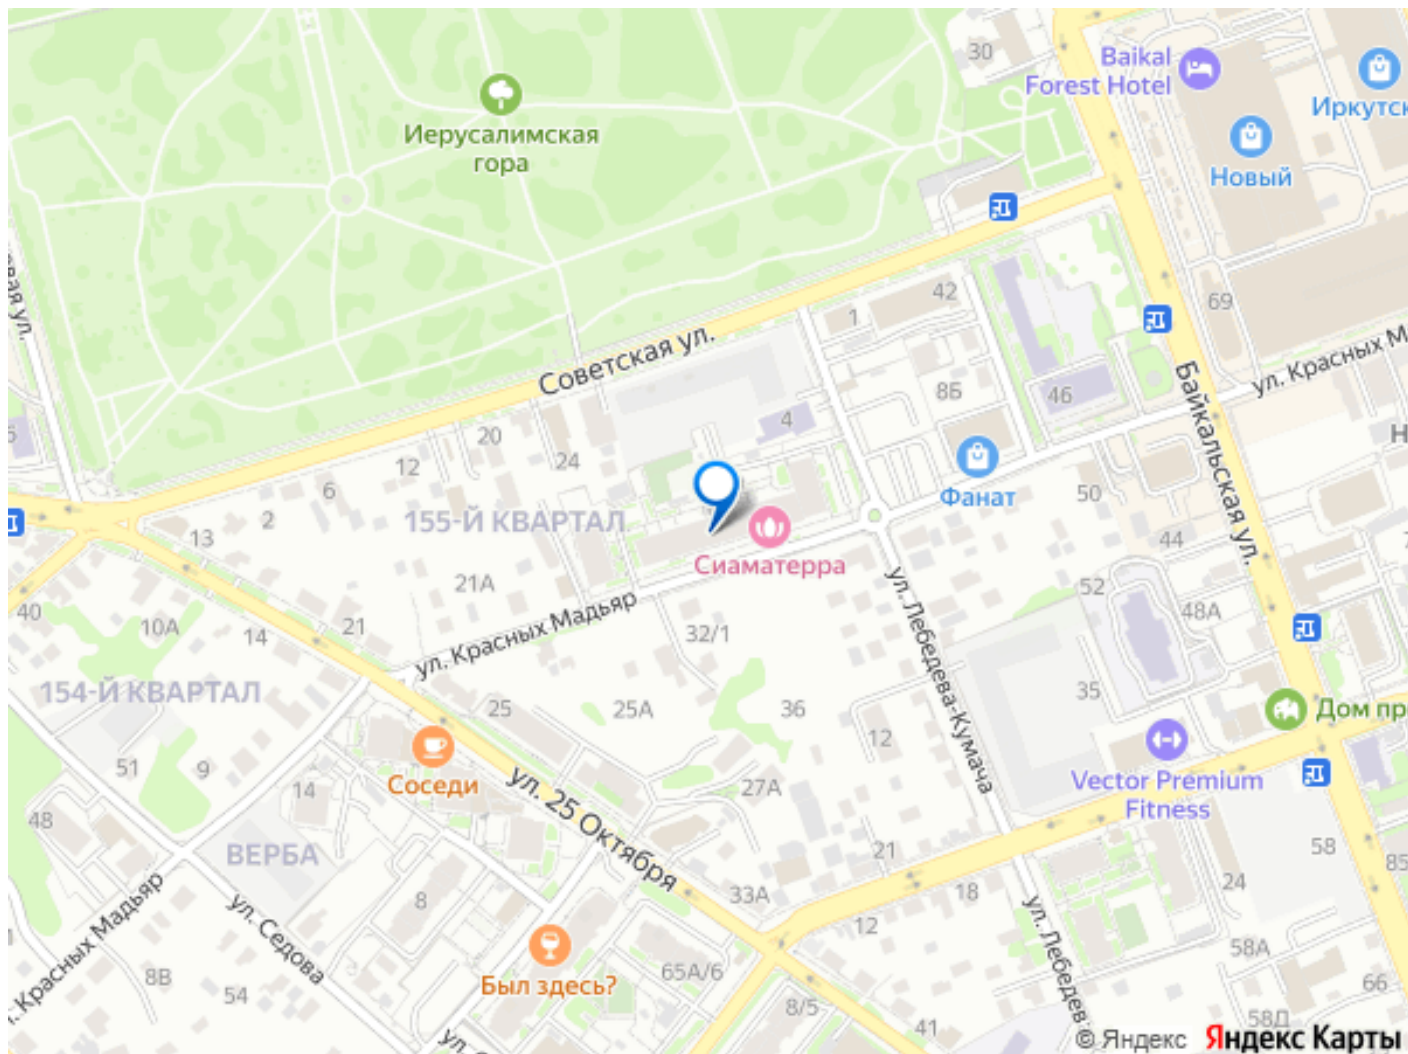 30
Baikal
Forest Hotel
Иркутск
Новый
Иерусалимская
гора
вая ул.
42
1
69
Советская ул.
ул. Красных М
Байкальская ул.
8Б
46
4
20
24
12
6
2
13
Фанат
50
44
155-Й КВАРТАЛ
Сиаматерра
21А
52
48А
40
10А
14
21
ул. Красных Мадьяр
32/1
ул. Лебедева-Кумача
154-Й КВАРТАЛ
25
25А
36
35
12
Дом пр
51
9
14
Соседи
ул. 25 Октября
27А
Vector Premium
Fitness
48
ВЕРБА
21
58
85
8
33А
18
24
12
ул. Седова
. Красных Мадьяр
8В
54
Был здесь?
65А/6
8/5
41
ул. Лебедев
58А
66
58Д
© Яндекс Яндекс Карты